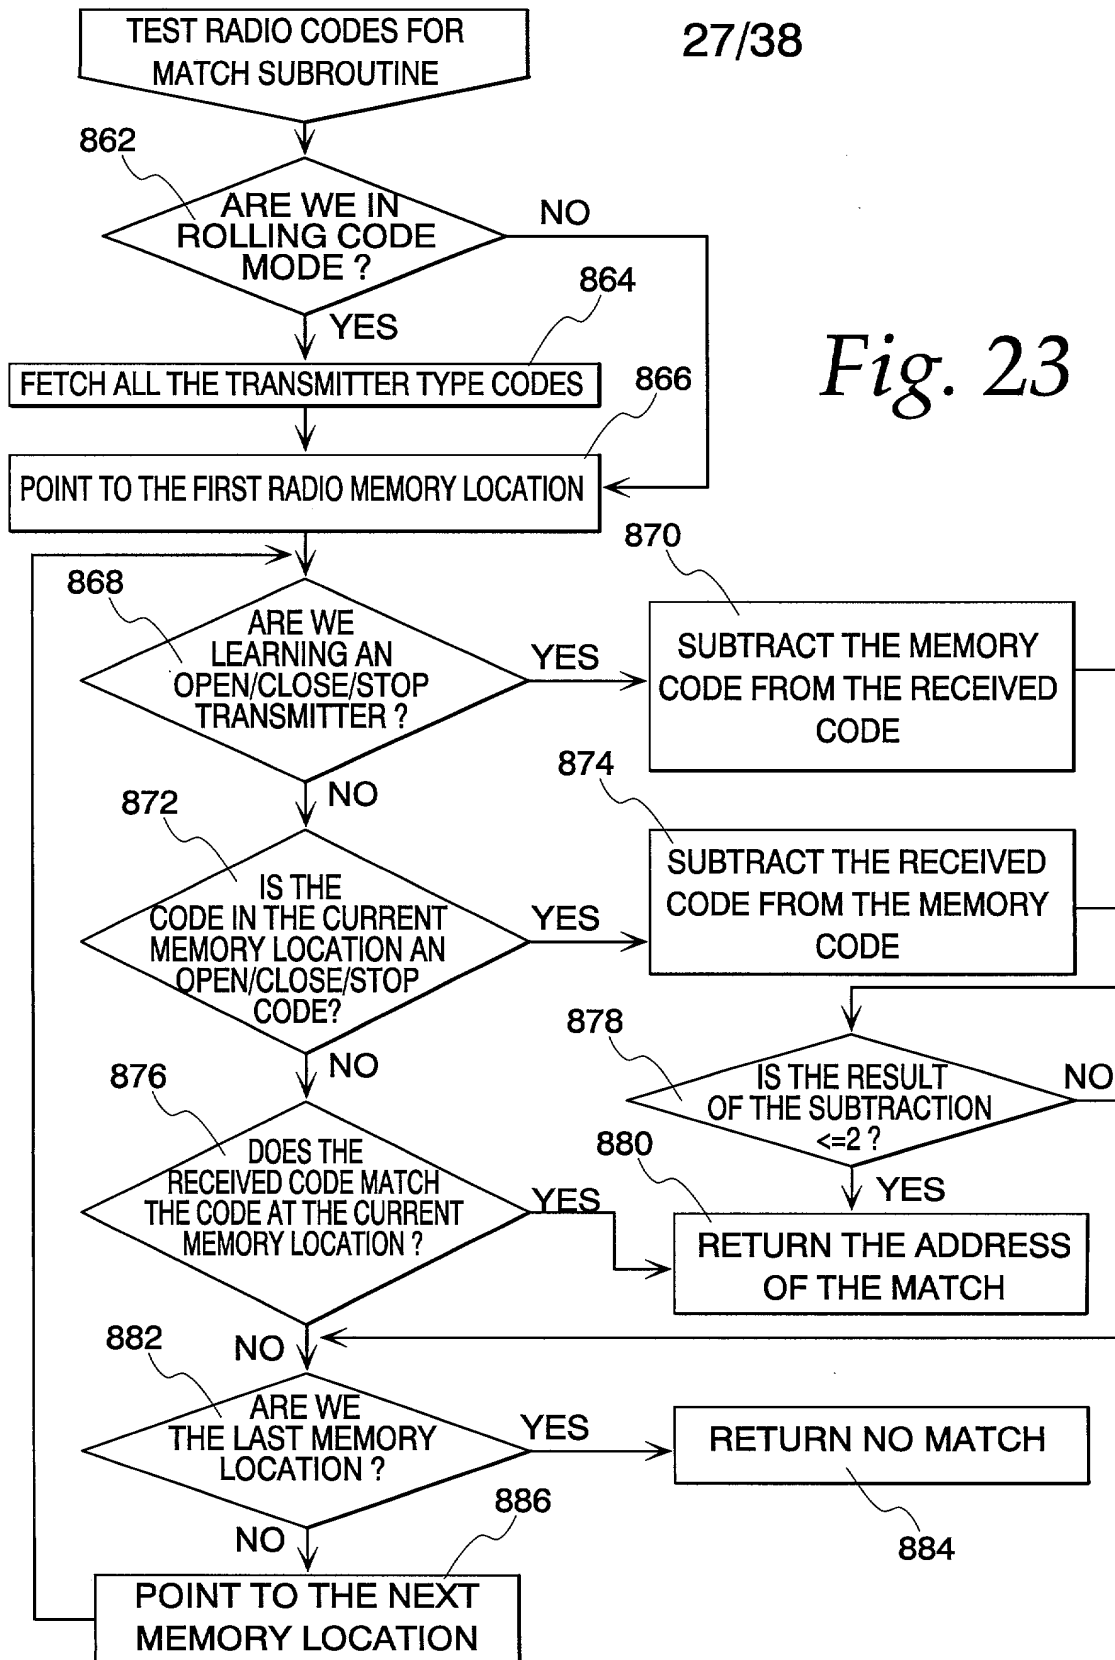 TEST RADIO CODES FOR
MATCH SUBROUTINE
27/38
862
ARE WE IN
ROLLING CODE
MODE ?
NO
YES
864
FETCH ALL THE TRANSMITTER TYPE CODES
Fig. 23
866
POINT TO THE FIRST RADIO MEMORY LOCATION
868
ARE WE
LEARNING AN
OPEN/CLOSE/STOP
TRANSMITTER ?
YES
NO
870
SUBTRACT THE MEMORY
CODE FROM THE RECEIVED
CODE
872
IS THE
CODE IN THE CURRENT
MEMORY LOCATION AN
OPEN/CLOSE/STOP
CODE?
YES
NO
874
SUBTRACT THE RECEIVED
CODE FROM THE MEMORY
CODE
878
IS THE RESULT
OF THE SUBTRACTION
<=2 ?
NO
YES
876
DOES THE
RECEIVED CODE MATCH
THE CODE AT THE CURRENT
MEMORY LOCATION ?
YES
NO
880
RETURN THE ADDRESS
OF THE MATCH
882
ARE WE
THE LAST MEMORY
LOCATION ?
YES
NO
RETURN NO MATCH
884
886
POINT TO THE NEXT
MEMORY LOCATION